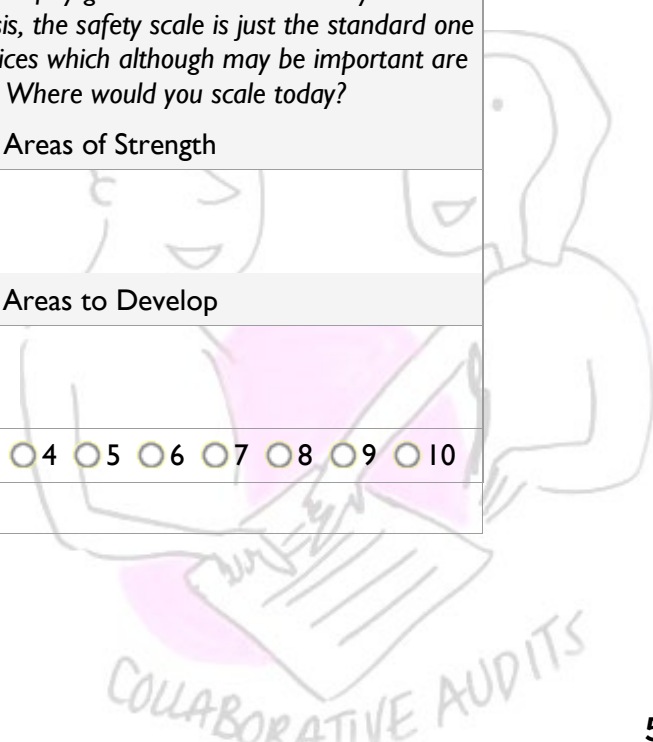 sis, the safety scale is just the standard one
ices which although may be important are
Where would you scale today?
Areas of Strength
Areas to Develop
4 5 6 7 8 9 10
COLLABORATIVE AUDITS
5